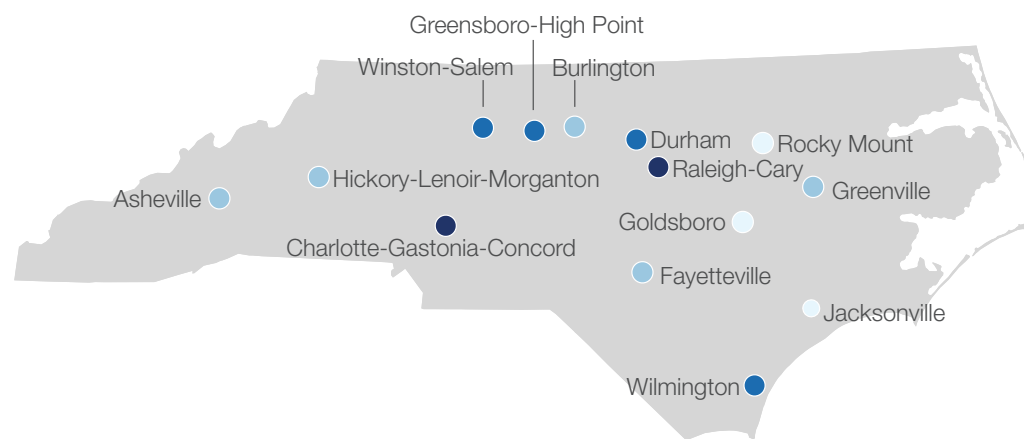 Greensboro-High Point
Winston-Salem
Burlington
Durham
Rocky Mount
Raleigh-Cary
Hickory-Lenoir-Morganton
Greenville
Asheville
Goldsboro
Charlotte-Gastonia-Concord
Fayetteville
Jacksonville
Wilmington